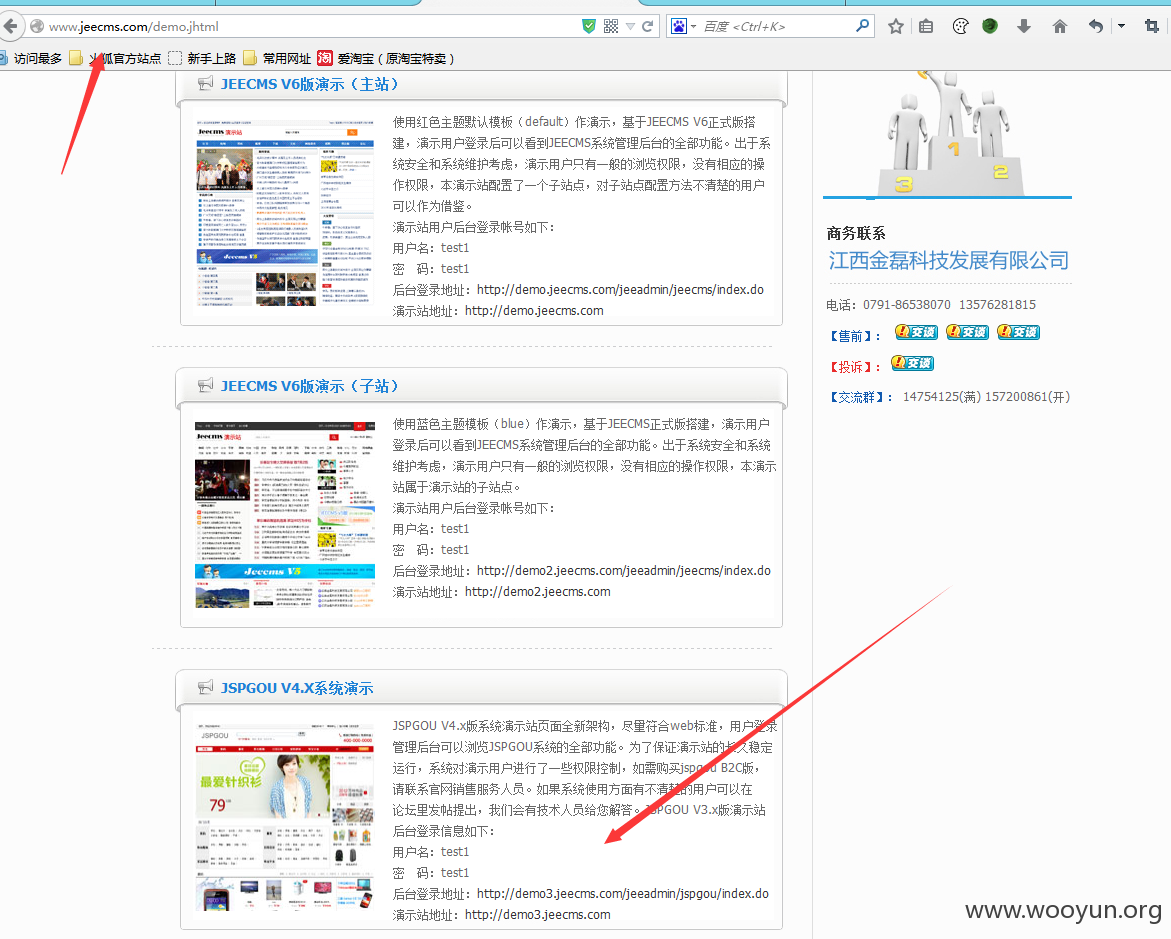 www.jeecms.com/demo.jhtml
百度 <Ctrl+K>
访问最多 火狐官方站点 新手上路 常用网址 淘 爱淘宝（原淘宝特卖）
JEECMS V6版演示（主站）
使用红色主题默认模板（default）作演示，基于JEECMS V6正式版搭
建，演示用户登录后可以看到JEECMS系统管理后台的全部功能。出于系
统安全和系统维护考虑，演示用户只有一般的浏览权限，没有相应的操
作权限，本演示站配置了一个子站点，对子站点配置方法不清楚的用户
可以作为借鉴。
演示站用户后台登录帐号如下：
用户名：test1
密 码：test1
后台登录地址：http://demo.jeecms.com/jeeadmin/jeecms/index.do
演示站地址：http://demo.jeecms.com
Jeecms 演示站
Jeecms V5
JEECMS V6版演示（子站）
使用蓝色主题模板（blue）作演示，基于JEECMS正式版搭建，演示用户
登录后可以看到JEECMS系统管理后台的全部功能。出于系统安全和系统
维护考虑，演示用户只有一般的浏览权限，没有相应的操作权限，本演示
站属于演示站的子站点。
演示站用户后台登录帐号如下：
用户名：test1
密 码：test1
后台登录地址：http://demo2.jeecms.com/jeeadmin/jeecms/index.do
演示站地址：http://demo2.jeecms.com
Jeecms 演示站
Jeecms V5
JSPGOU V4.X系统演示
JSPGOU V4.x版系统演示站页面全新架构，尽量符合web标准，用户登录
管理后台可以浏览JSPGOU系统的全部功能。为了保证演示站的长久稳定
运行，系统对演示用户进行了一些权限控制，如需购买jspgou B2C版，
请联系官网销售服务人员。如果系统使用方面有不清楚的用户可以在
论坛里发帖提出，我们会有技术人员给您解答。JSPGOU V3.x版演示站
后台登录信息如下：
用户名：test1
密 码：test1
后台登录地址：http://demo3.jeecms.com/jeeadmin/jspgou/index.do
演示站地址：http://demo3.jeecms.com
JSPGOU
最爱针织衫
79
1
2
3
商务联系
江西金磊科技发展有限公司
电话：0791-86538070 13576281815
【售前】： 交谈 交谈 交谈
【投诉】： 交谈
【交流群】： 14754125(满) 157200861(开)
www.wooyun.org